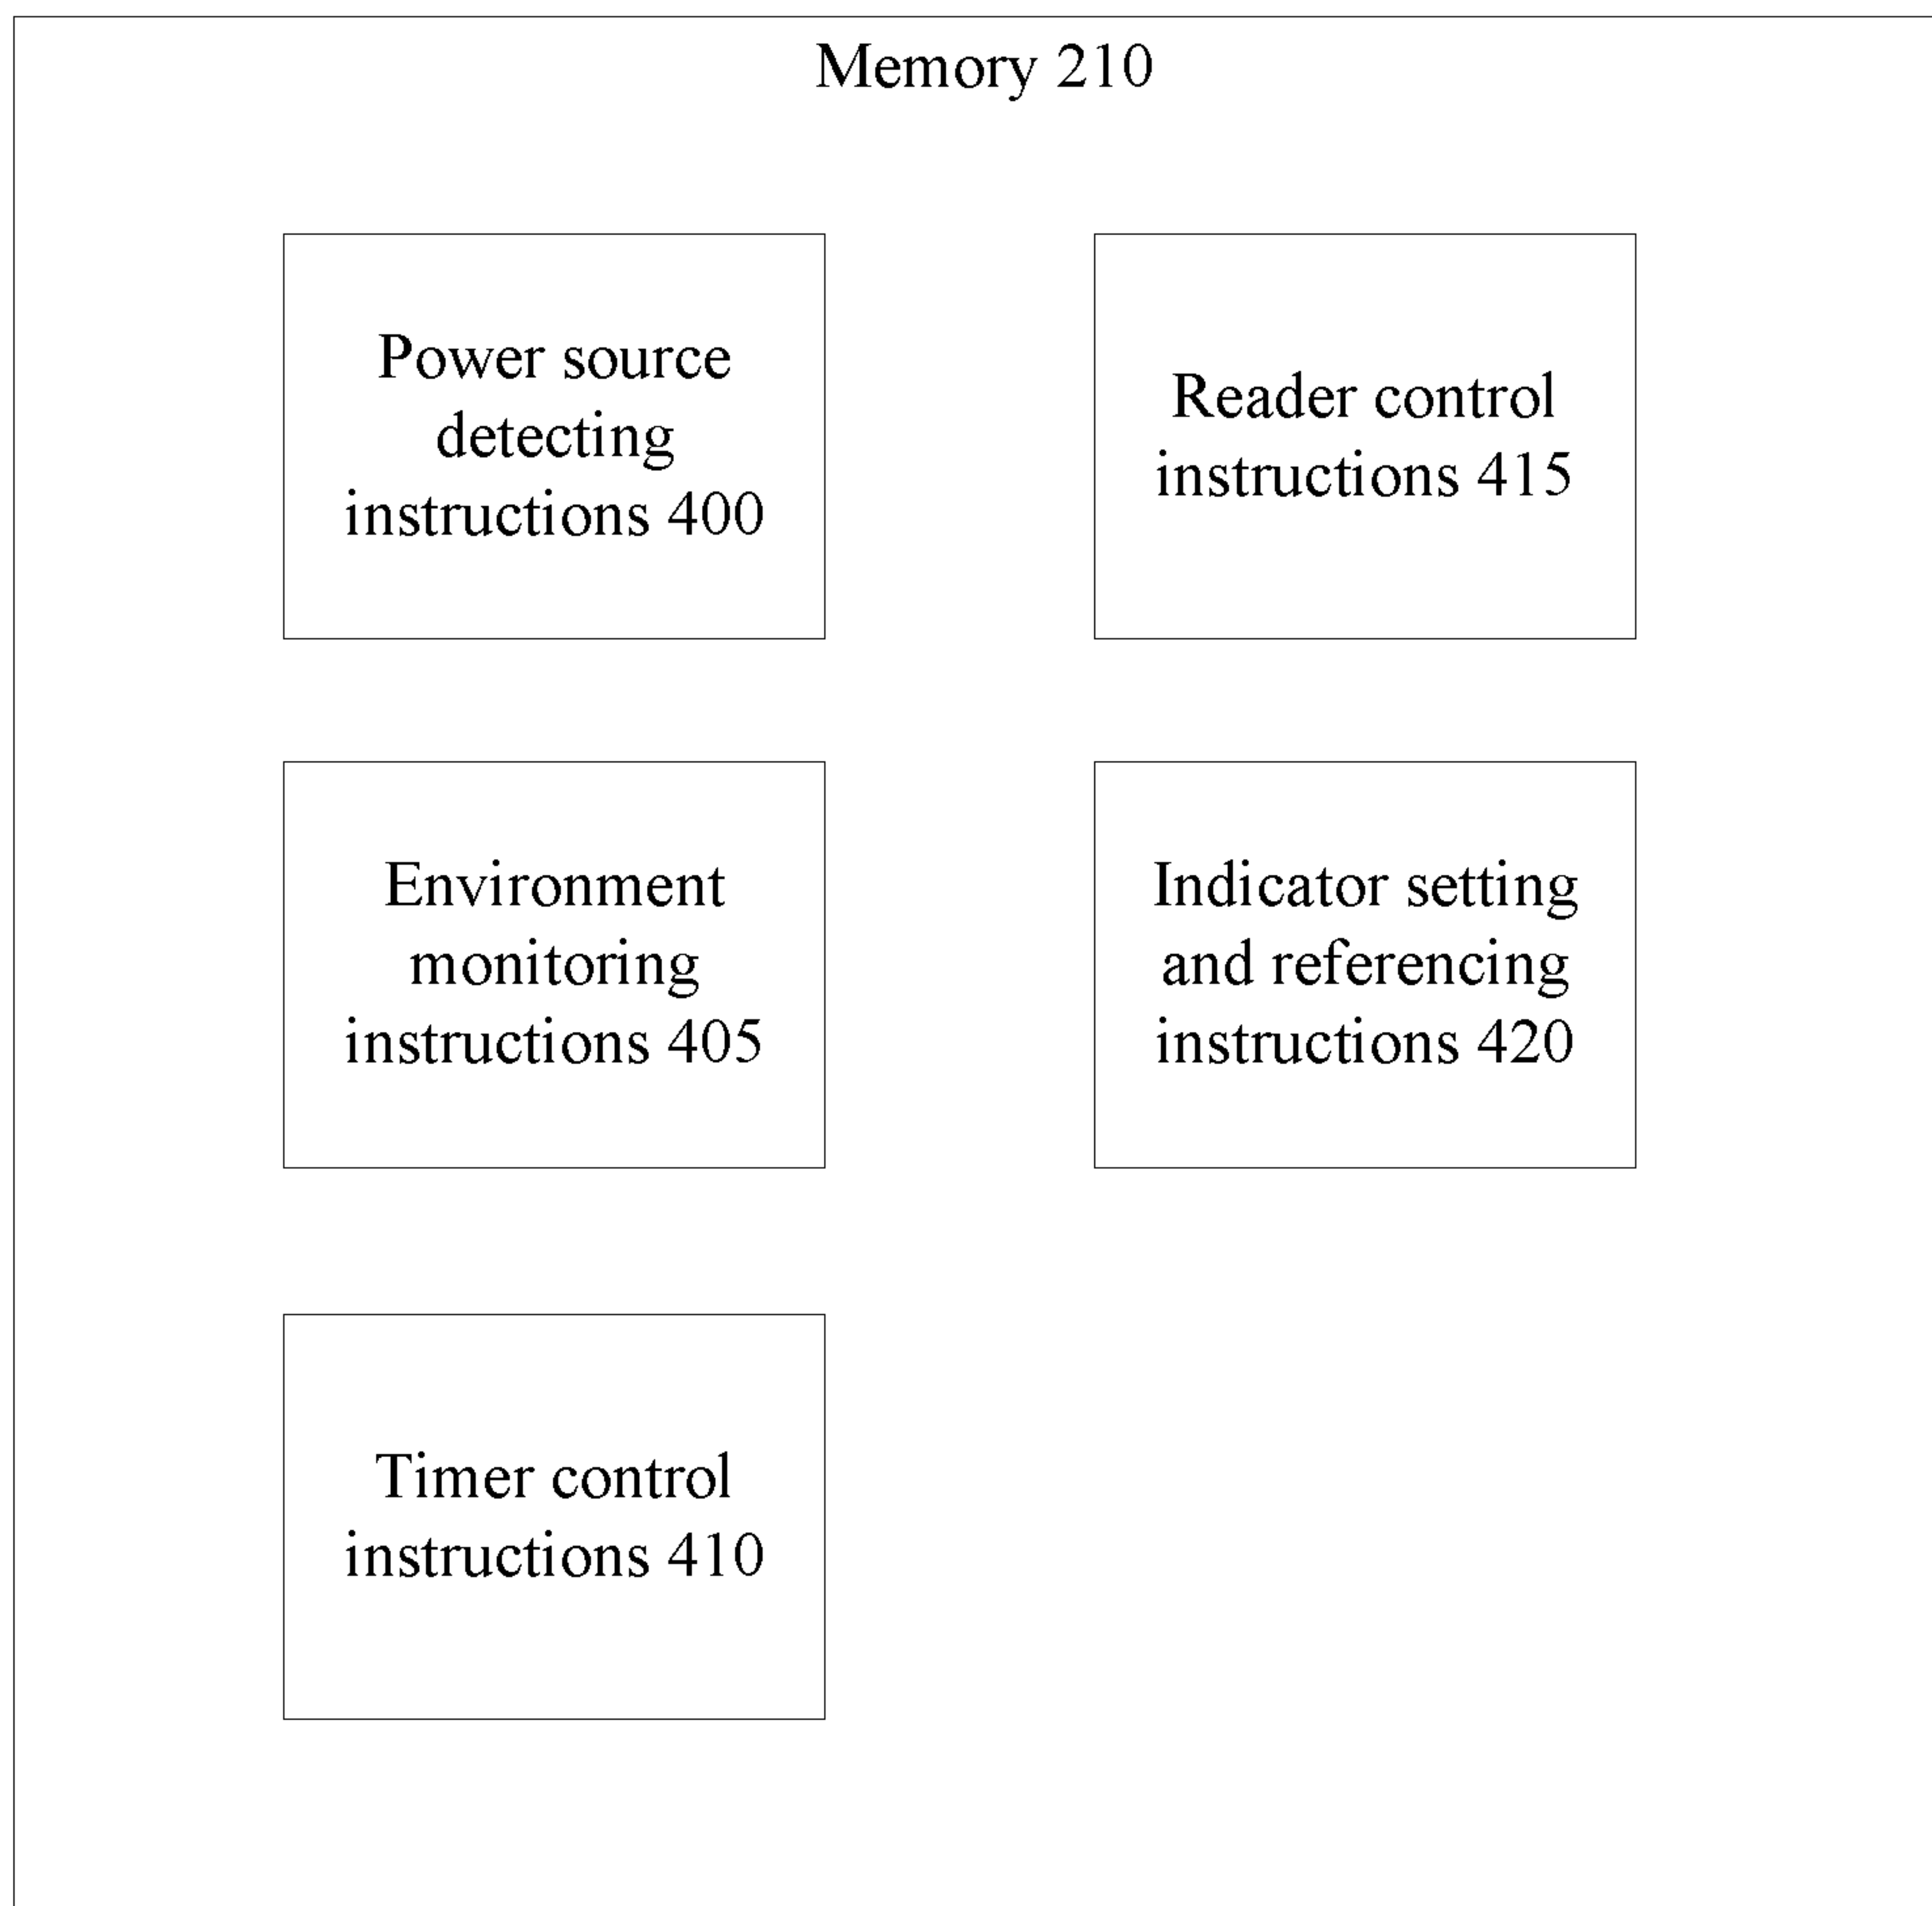 Memory 210
Power source
detecting
instructions 400
Reader control
instructions 415
Environment
monitoring
instructions 405
Indicator setting
and referencing
instructions 420
Timer control
instructions 410